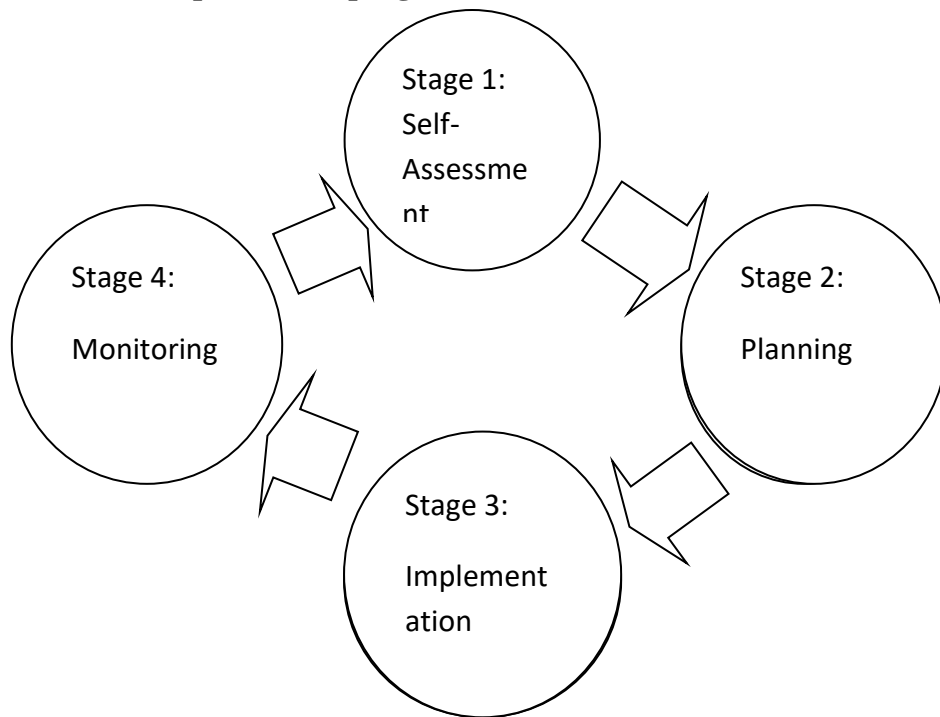 Stage 1:
Self-
Assessme
nt
Stage 4:
Monitoring
Stage 2:
Planning
Stage 3:
Implement
ation